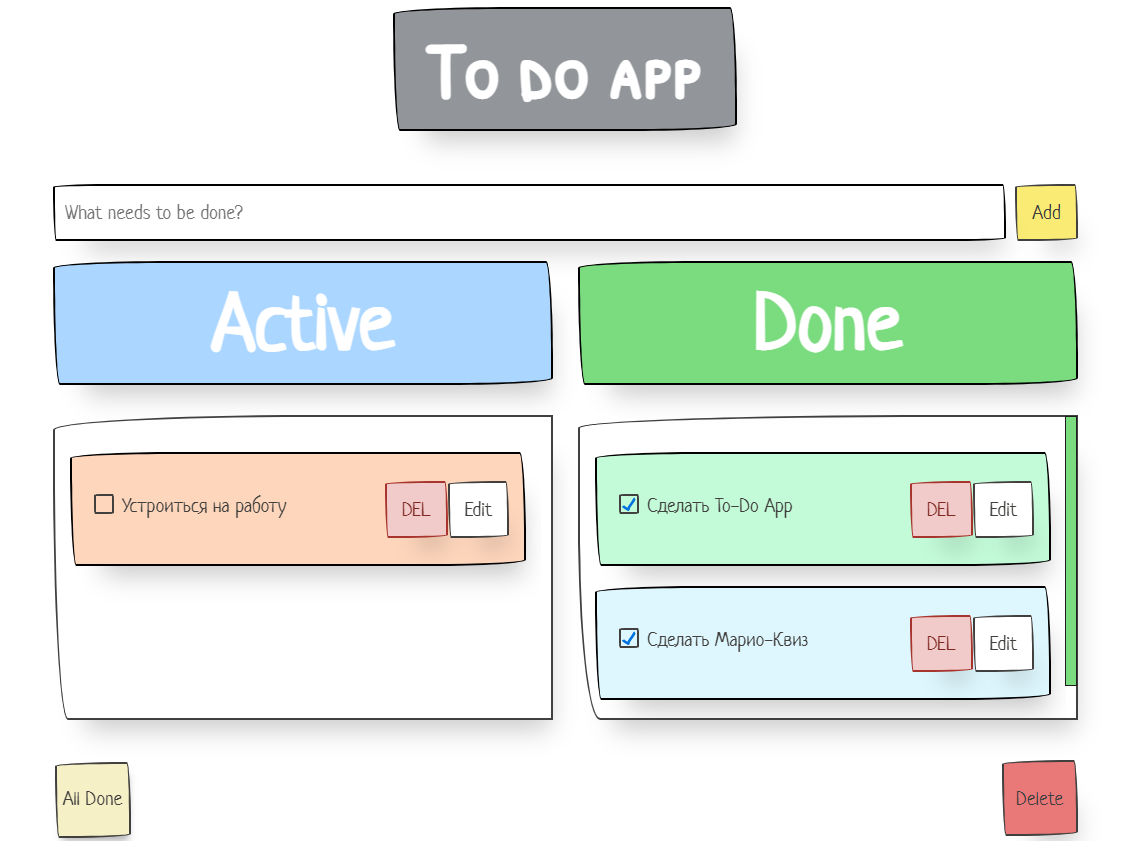 To do app
What needs to be done?
Add
Active
Done
Устроиться на работу
DEL
Edit
Сделать To-Do App
DEL
Edit
Сделать Марио-Квиз
DEL
Edit
All Done
Delete